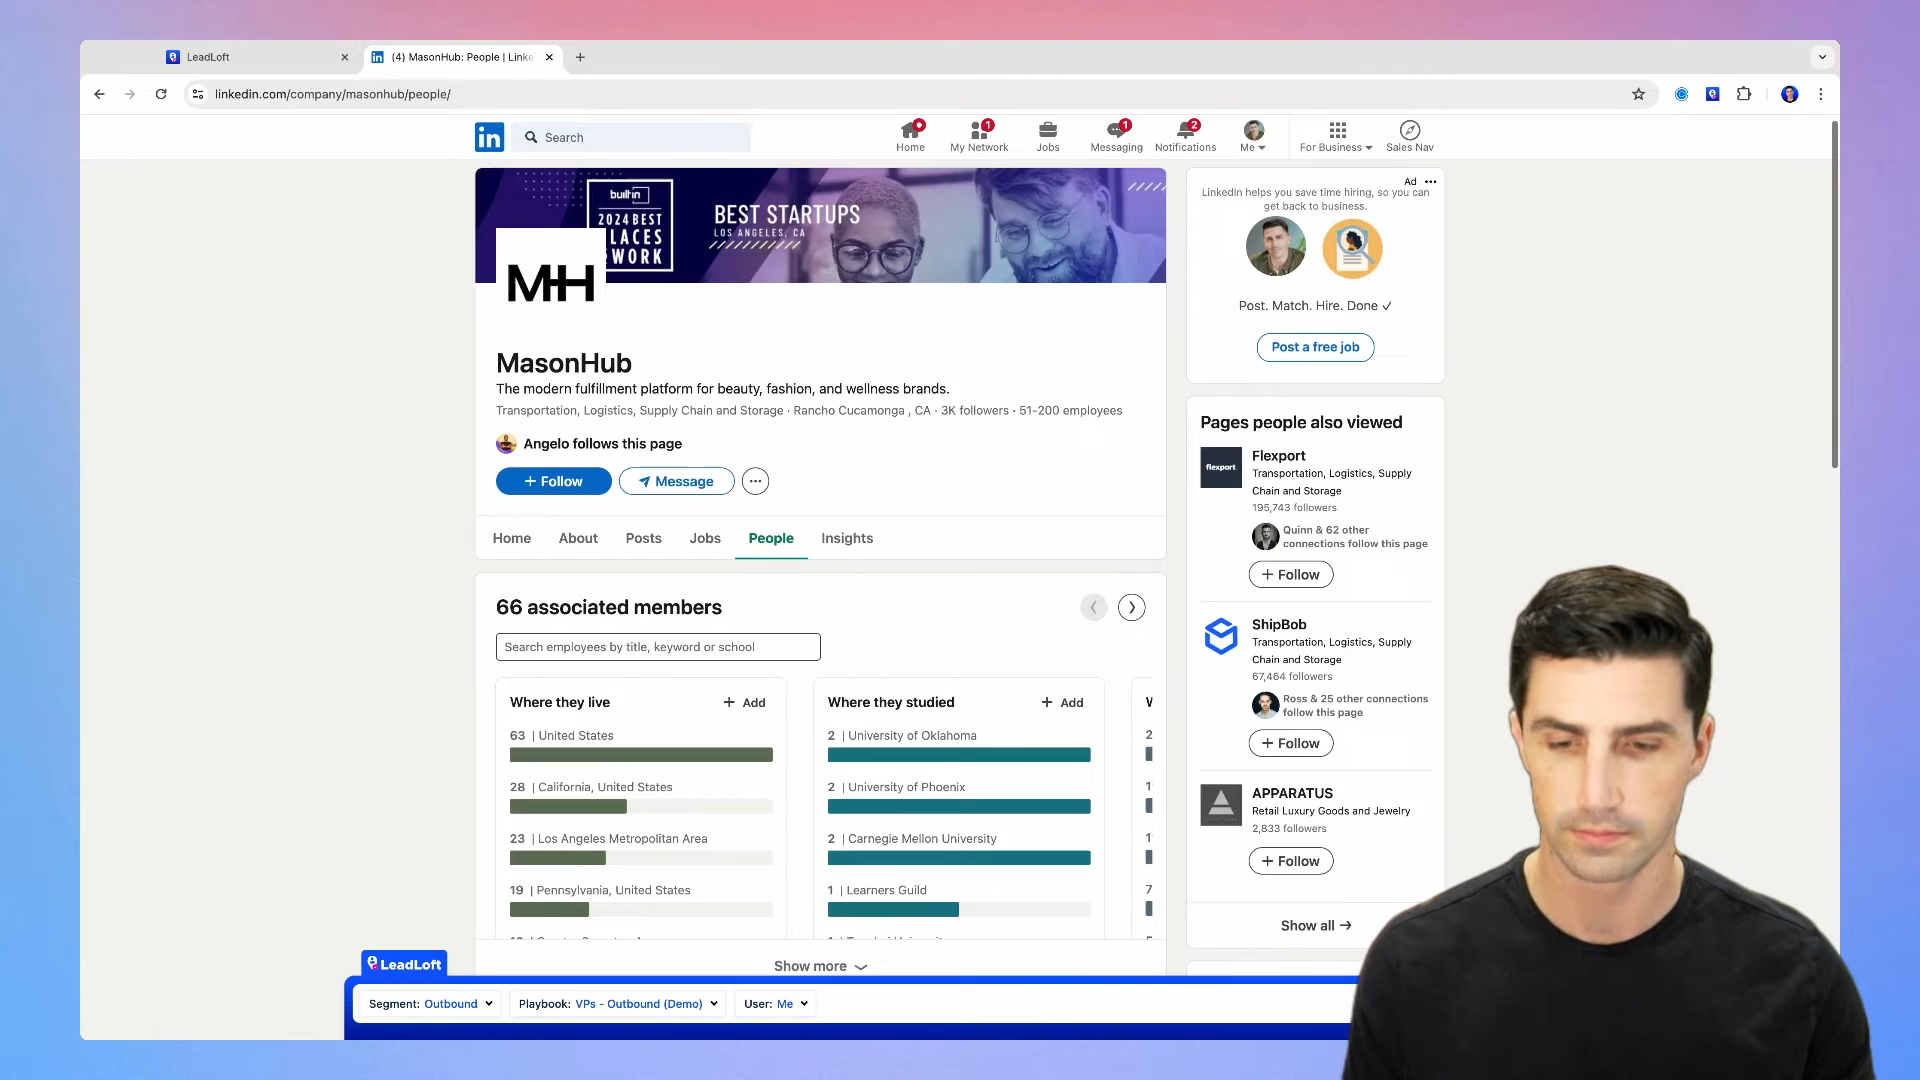 LeadLoft
(4) MasonHub: People | Linke
linkedin.com/company/masonhub/people/
in
Search
Home
1
My Network
Jobs
1
Messaging
2
Notifications
Me
For Business
Sales Nav
builtin
2024 BEST
PLACES
WORK
BEST STARTUPS
LOS ANGELES, CA
MH
MasonHub
The modern fulfillment platform for beauty, fashion, and wellness brands.
Transportation, Logistics, Supply Chain and Storage · Rancho Cucamonga , CA · 3K followers · 51-200 employees
Angelo follows this page
+ Follow
Message
Home
About
Posts
Jobs
People
Insights
66 associated members
Search employees by title, keyword or school
Where they live
+ Add
63 | United States
28 | California, United States
23 | Los Angeles Metropolitan Area
19 | Pennsylvania, United States
Where they studied
+ Add
2 | University of Oklahoma
2 | University of Phoenix
2 | Carnegie Mellon University
1 | Learners Guild
2
1
1
7
Show more
Ad
LinkedIn helps you save time hiring, so you can
get back to business.
Post. Match. Hire. Done ✓
Post a free job
Pages people also viewed
flexport.
Flexport
Transportation, Logistics, Supply
Chain and Storage
195,743 followers
Quinn & 62 other
connections follow this page
+ Follow
ShipBob
Transportation, Logistics, Supply
Chain and Storage
67,464 followers
Ross & 25 other connections
follow this page
+ Follow
APPARATUS
Retail Luxury Goods and Jewelry
2,833 followers
+ Follow
Show all →
LeadLoft
Segment: Outbound
Playbook: VPs - Outbound (Demo)
User: Me